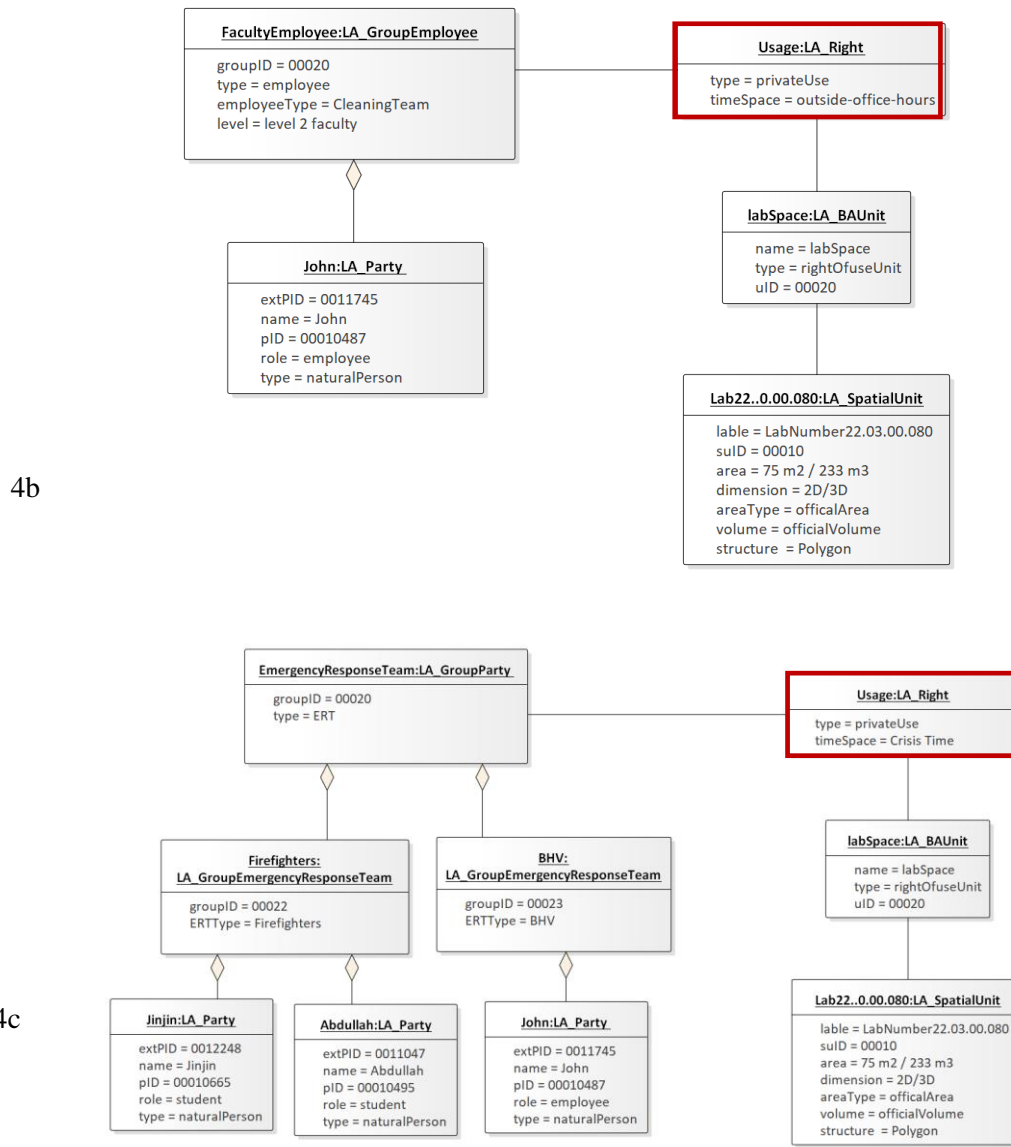 FacultyEmployee:LA_GroupEmployee
groupID = 00020
type = employee
employeeType = CleaningTeam
level = level 2 faculty
Usage:LA_Right
type = privateUse
timeSpace = outside-office-hours
John:LA_Party
extPID = 0011745
name = John
pID = 00010487
role = employee
type = naturalPerson
labSpace:LA_BAUnit
name = labSpace
type = rightOfuseUnit
uID = 00020
Lab22..0.00.080:LA_SpatialUnit
lable = LabNumber22.03.00.080
suID = 00010
area = 75 m2 / 233 m3
dimension = 2D/3D
areaType = officalArea
volume = officialVolume
structure = Polygon
4b
EmergencyResponseTeam:LA_GroupParty
groupID = 00020
type = ERT
Usage:LA_Right
type = privateUse
timeSpace = Crisis Time
Firefighters:
LA_GroupEmergencyResponseTeam
groupID = 00022
ERTType = Firefighters
BHV:
LA_GroupEmergencyResponseTeam
groupID = 00023
ERTType = BHV
labSpace:LA_BAUnit
name = labSpace
type = rightOfuseUnit
uID = 00020
4c
Jinjin:LA_Party
extPID = 0012248
name = Jinjin
pID = 00010665
role = student
type = naturalPerson
Abdullah:LA_Party
extPID = 0011047
name = Abdullah
pID = 00010495
role = student
type = naturalPerson
John:LA_Party
extPID = 0011745
name = John
pID = 00010487
role = employee
type = naturalPerson
Lab22..0.00.080:LA_SpatialUnit
lable = LabNumber22.03.00.080
suID = 00010
area = 75 m2 / 233 m3
dimension = 2D/3D
areaType = officalArea
volume = officialVolume
structure = Polygon